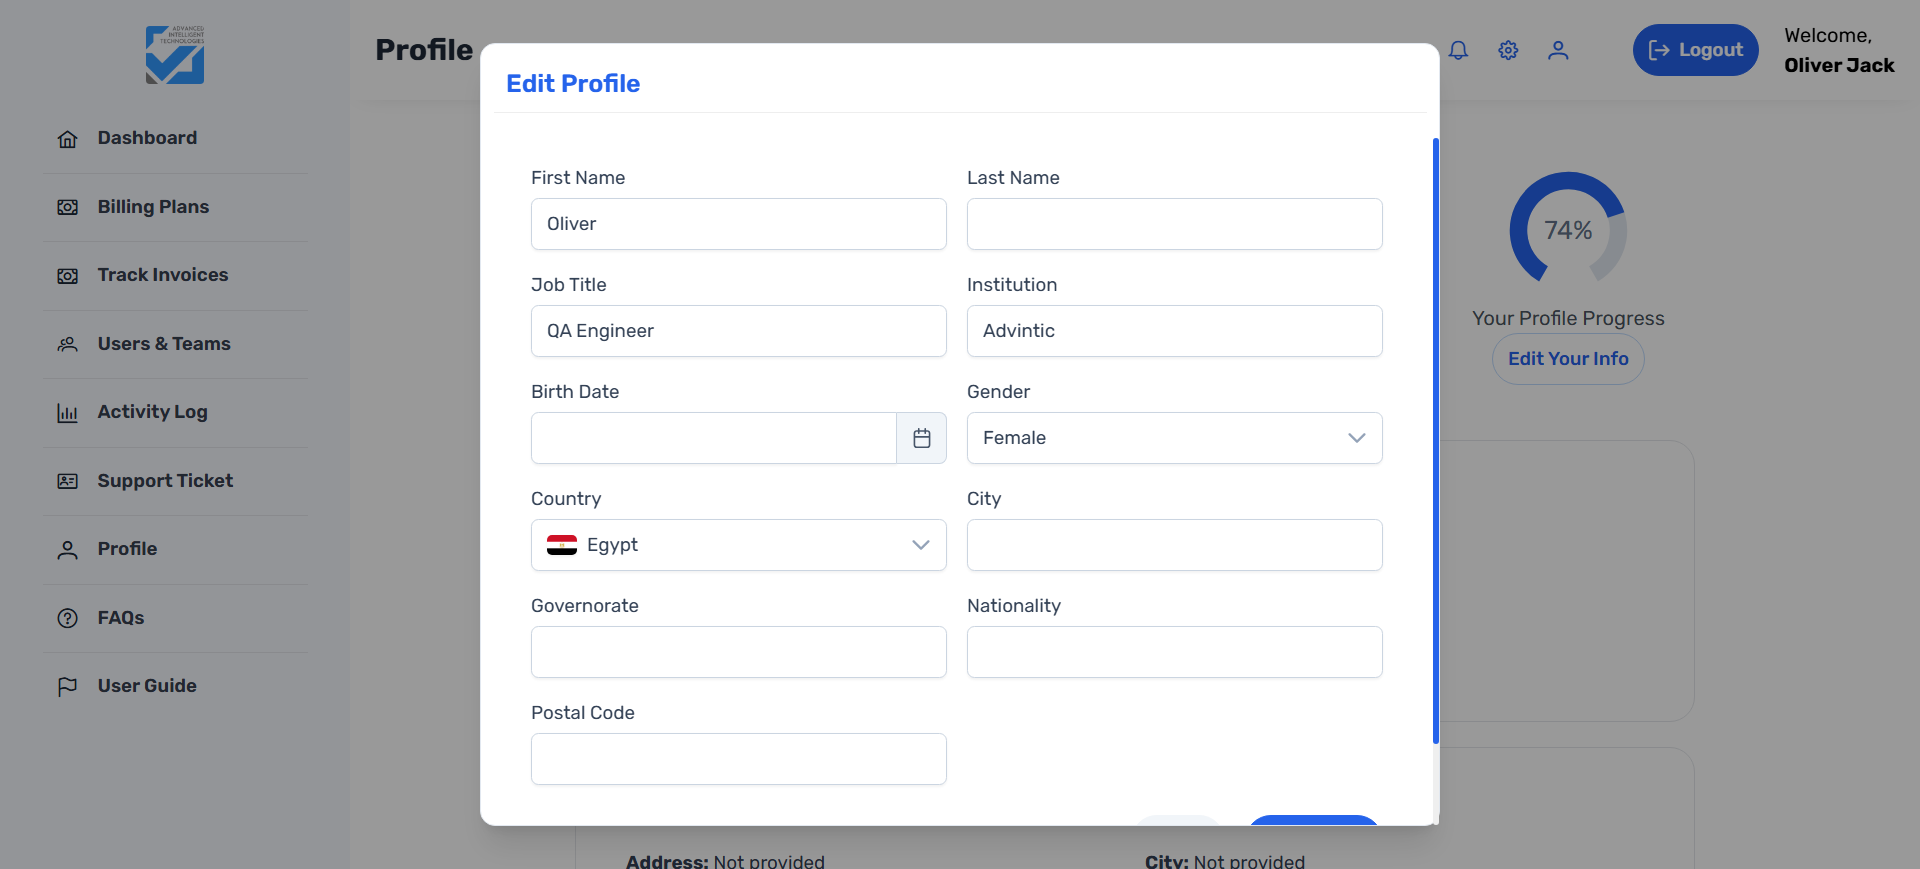 ADVANCED
INTELLIGENT
TECHNOLOGIES
Dashboard
Billing Plans
Track Invoices
Users & Teams
Activity Log
Support Ticket
Profile
FAQs
User Guide
Profile
Logout
Welcome,
Oliver Jack
Edit Profile
First Name
Last Name
Oliver
Job Title
Institution
QA Engineer
Advintic
Birth Date
Gender
Female
Country
City
Egypt
Governorate
Nationality
Postal Code
74%
Your Profile Progress
Edit Your Info
Address: Not provided
City: Not provided